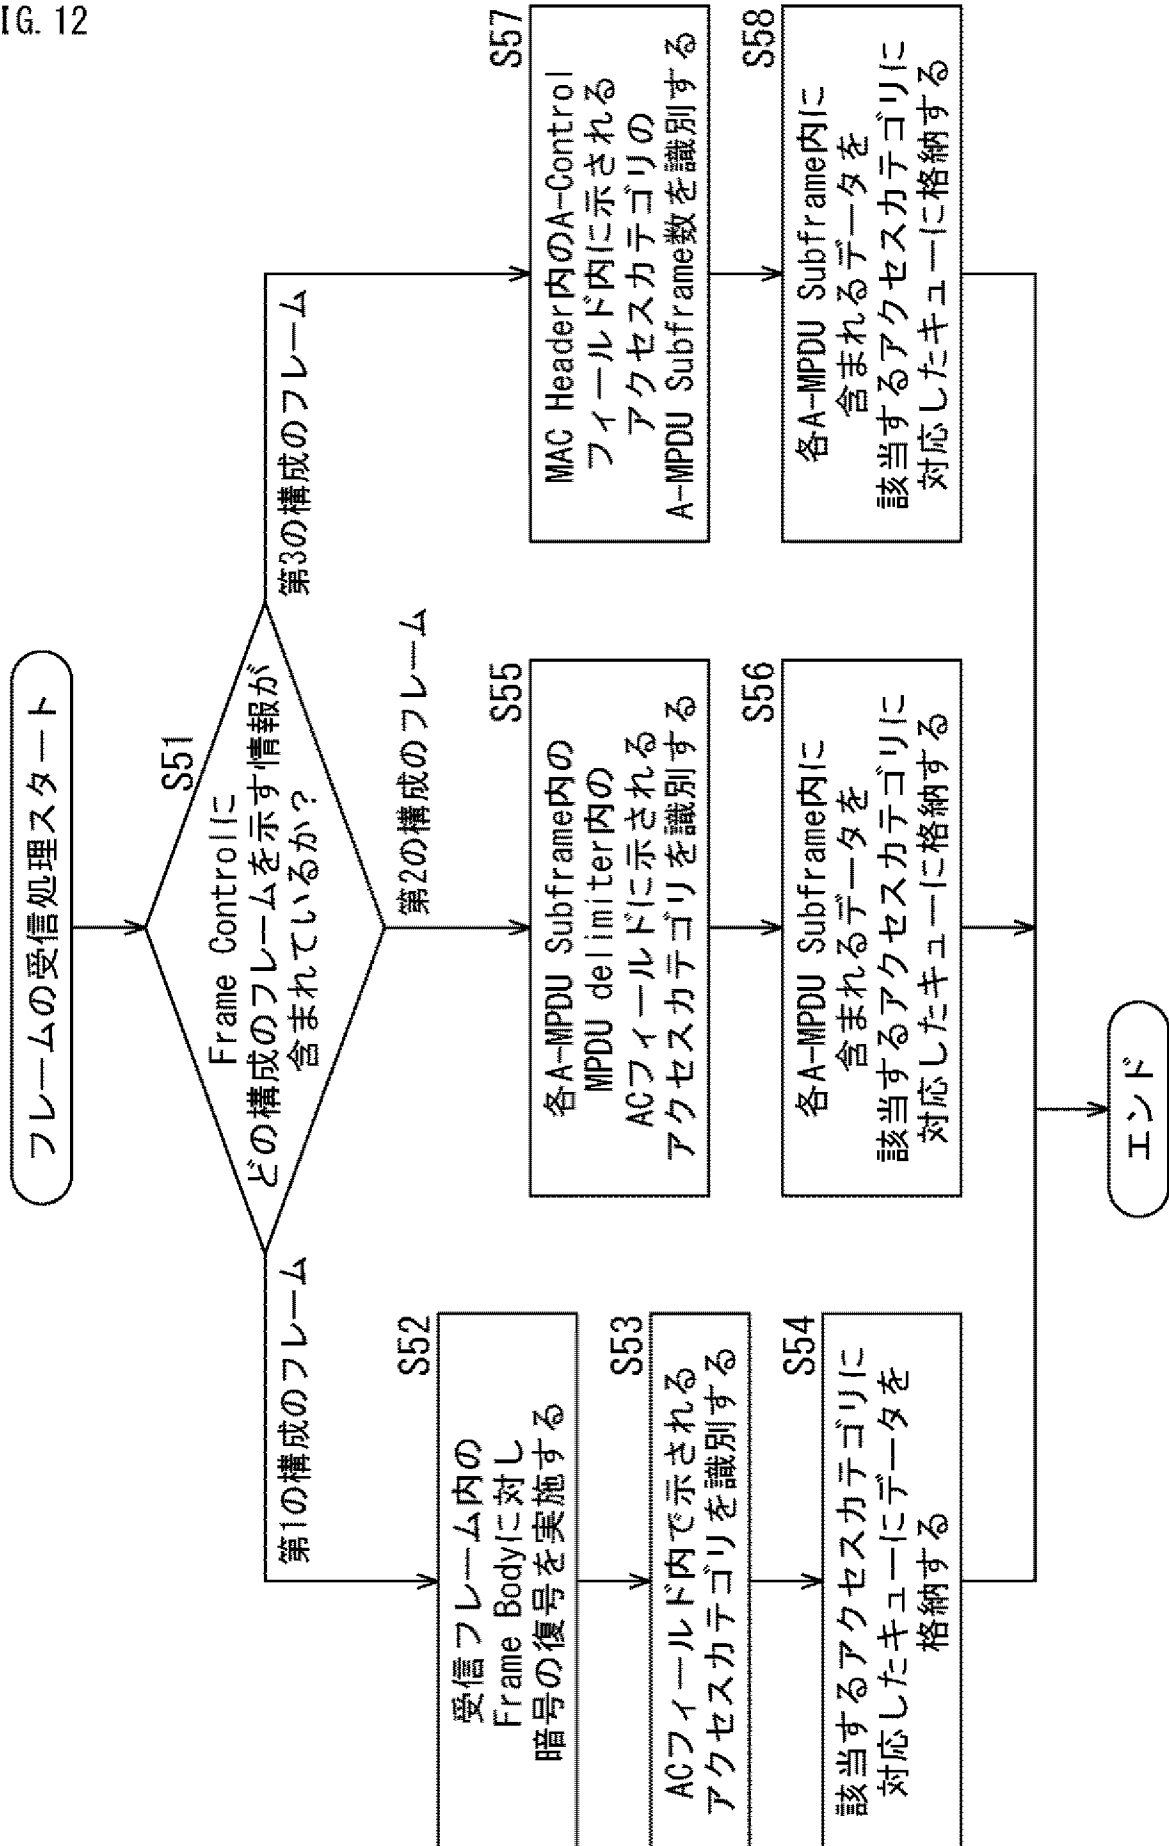 IG. 12
フレームの受信処理スタート
S51
Frame Controlに
どの構成のフレームを示す情報が
含まれているか？
第1の構成のフレーム
S52
受信フレーム内の
Frame Bodyに対し
暗号の復号を実施する
S53
ACフィールド内で示される
アクセスカテゴリを識別する
S54
該当するアクセスカテゴリに
対応したキューにデータを
格納する
第2の構成のフレーム
S55
各A-MPDU Subframe内の
MPDU delimiter内の
ACフィールドに示される
アクセスカテゴリを識別する
S56
各A-MPDU Subframe内に
含まれるデータを
該当するアクセスカテゴリに
対応したキューに格納する
第3の構成のフレーム
S57
MAC Header内のA-Control
フィールド内に示される
アクセスカテゴリの
A-MPDU Subframe数を識別する
S58
各A-MPDU Subframe内に
含まれるデータを
該当するアクセスカテゴリに
対応したキューに格納する
エンド